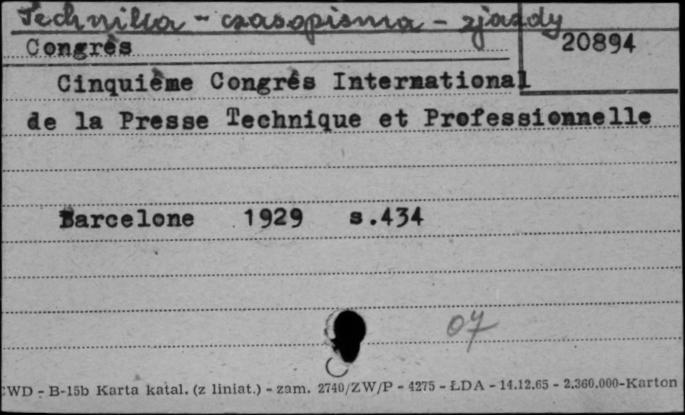 Technika - czasopisma - zjazdy
Congrès 20894
Cinquième Congrès International
de la Presse Technique et Professionnelle
Barcelone 1929 s.434
07
CWD - B-15b Karta katal. (z liniat.) - zam. 2740/ZW/P - 4275 - ŁDA - 14.12.65 - 2.360.000-Karton